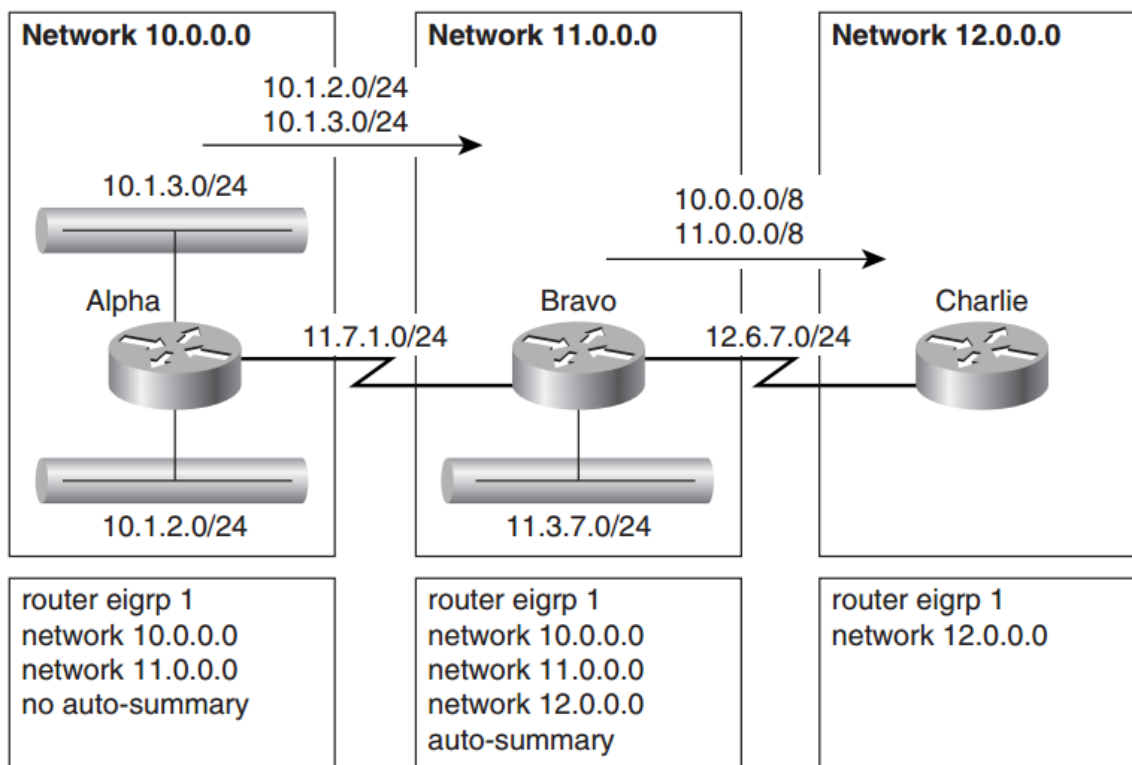 Network 10.0.0.0
Network 11.0.0.0
Network 12.0.0.0
10.1.2.0/24
10.1.3.0/24
10.1.3.0/24
10.0.0.0/8
11.0.0.0/8
Alpha
Bravo
Charlie
11.7.1.0/24
12.6.7.0/24
10.1.2.0/24
11.3.7.0/24
router eigrp 1
network 10.0.0.0
network 11.0.0.0
no auto-summary
router eigrp 1
network 10.0.0.0
network 11.0.0.0
network 12.0.0.0
auto-summary
router eigrp 1
network 12.0.0.0